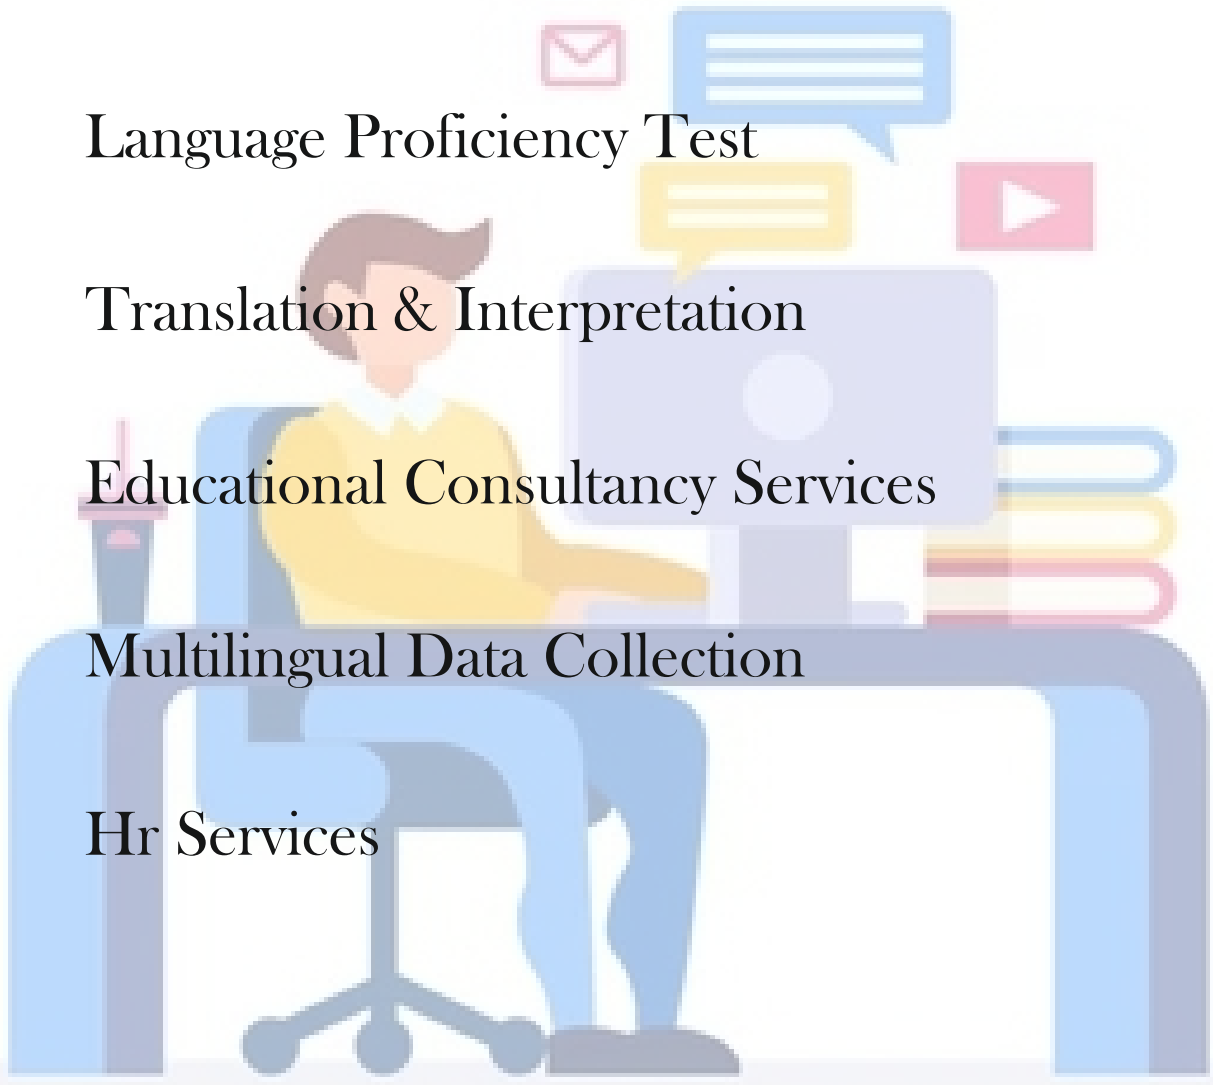 Language Proficiency Test
Translation & Interpretation
Educational Consultancy Services
Multilingual Data Collection
Hr Services